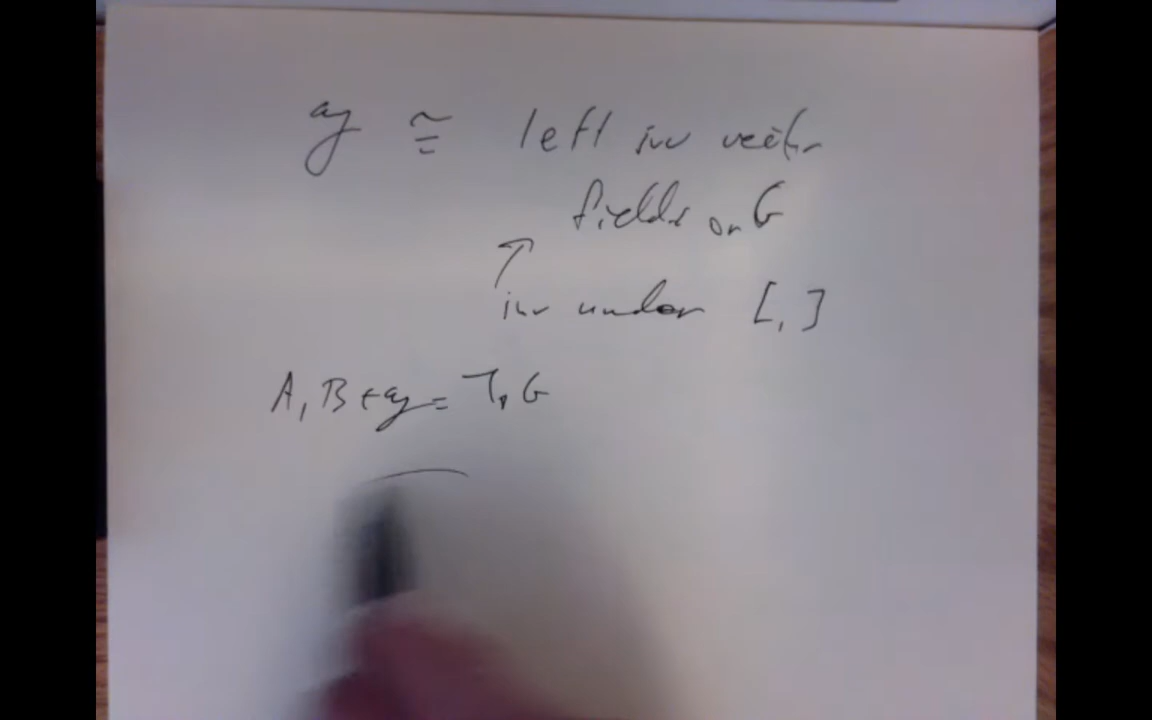 𝔤 ≅ left inv vector
fields on G
↑
inv under [,]
A, B ∈ 𝔤 = T₁G